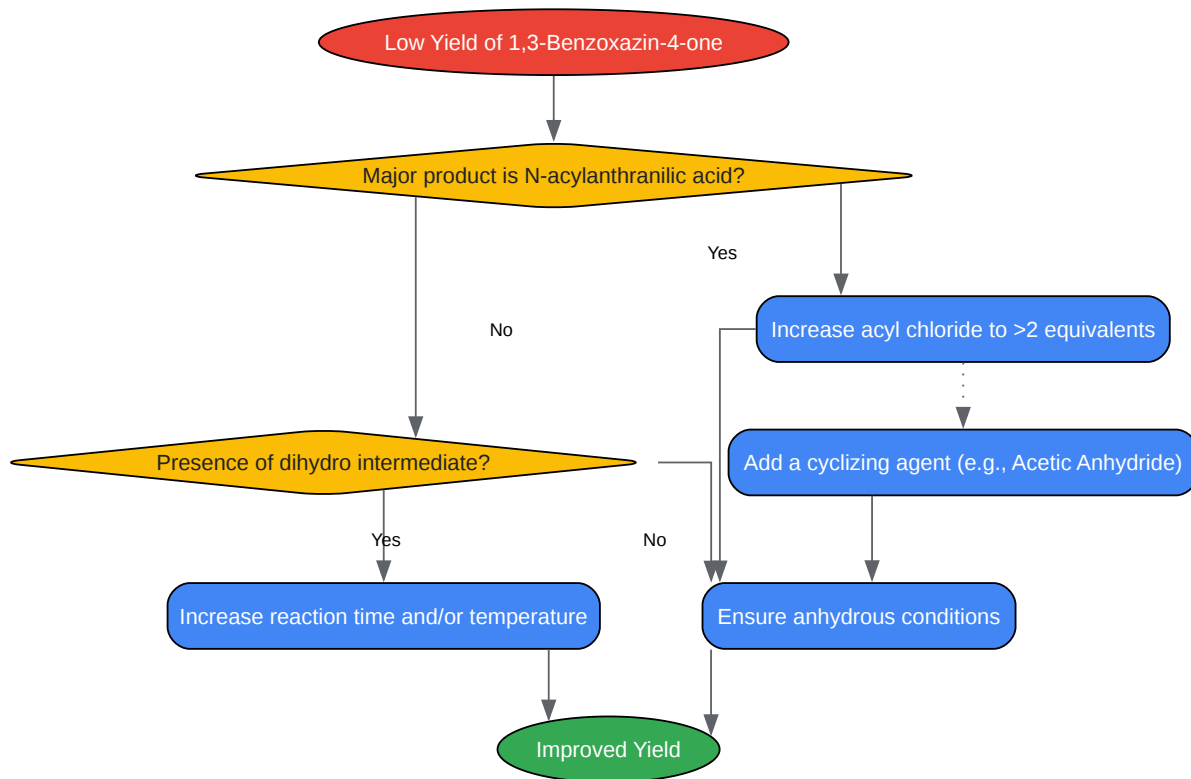 Low Yield of 1,3-Benzoxazin-4-one
Major product is N-acylanthranilic acid?
Yes
Increase acyl chloride to >2 equivalents
No
Add a cyclizing agent (e.g., Acetic Anhydride)
Presence of dihydro intermediate?
Yes
No
Increase reaction time and/or temperature
Ensure anhydrous conditions
Improved Yield